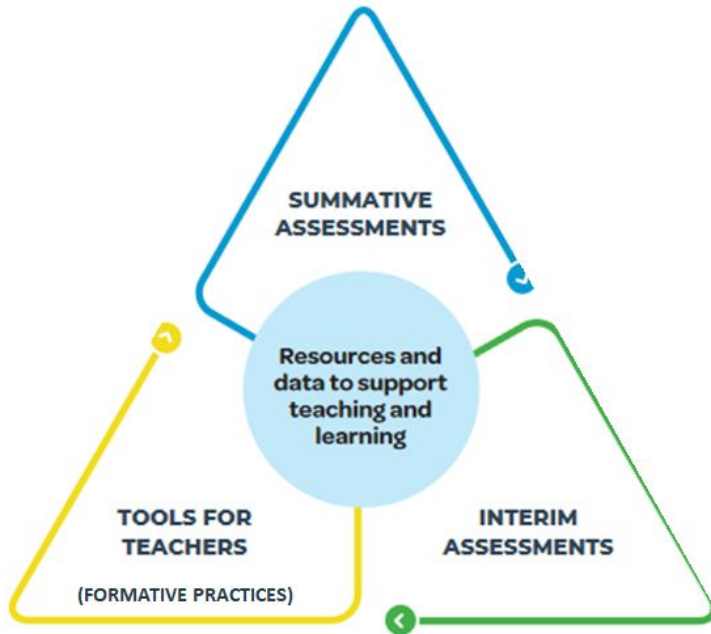 SUMMATIVE
ASSESSMENTS
Resources and
data to support
teaching and
learning
TOOLS FOR
TEACHERS
(FORMATIVE PRACTICES)
INTERIM
ASSESSMENTS